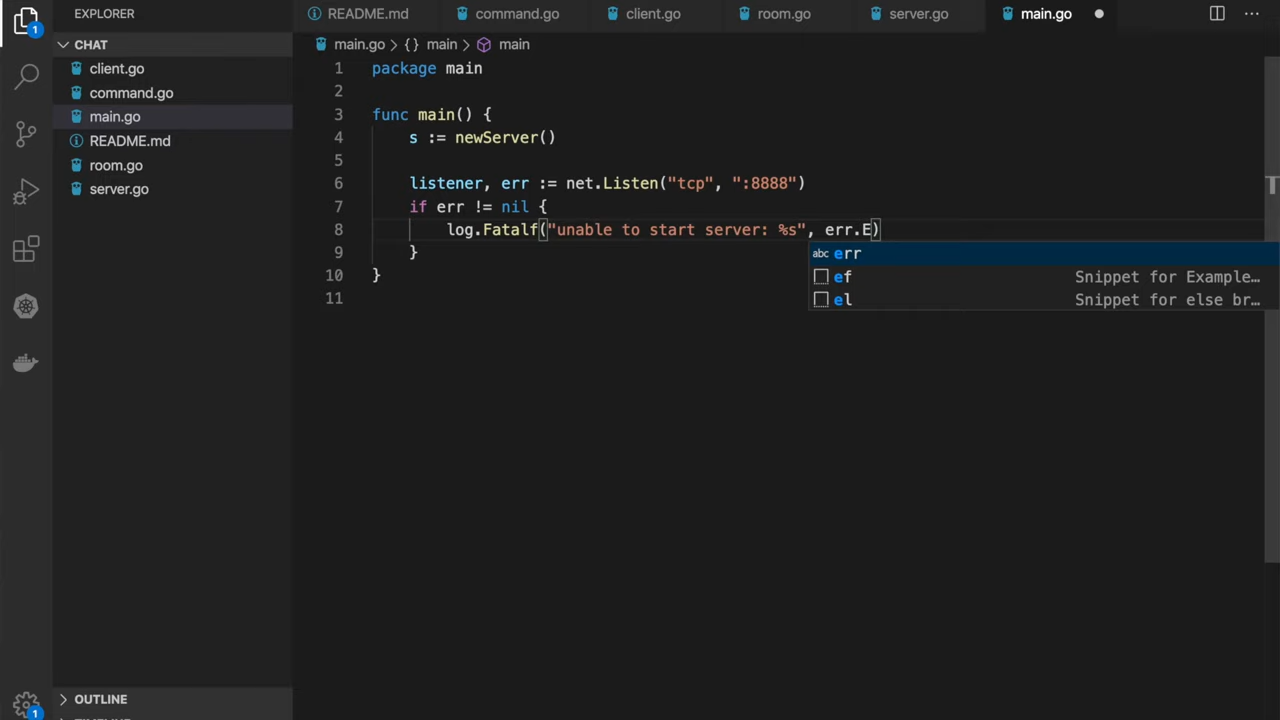 EXPLORER
README.md
command.go
client.go
room.go
server.go
main.go
1
CHAT
main.go > {} main > main
client.go
command.go
main.go
README.md
room.go
server.go
1 package main
2
3 func main() {
4 s := newServer()
5
6 listener, err := net.Listen("tcp", ":8888")
7 if err != nil {
8 log.Fatalf("unable to start server: %s", err.E)
9 }
10 }
11
abc err
ef Snippet for Example…
el Snippet for else br…
OUTLINE
1